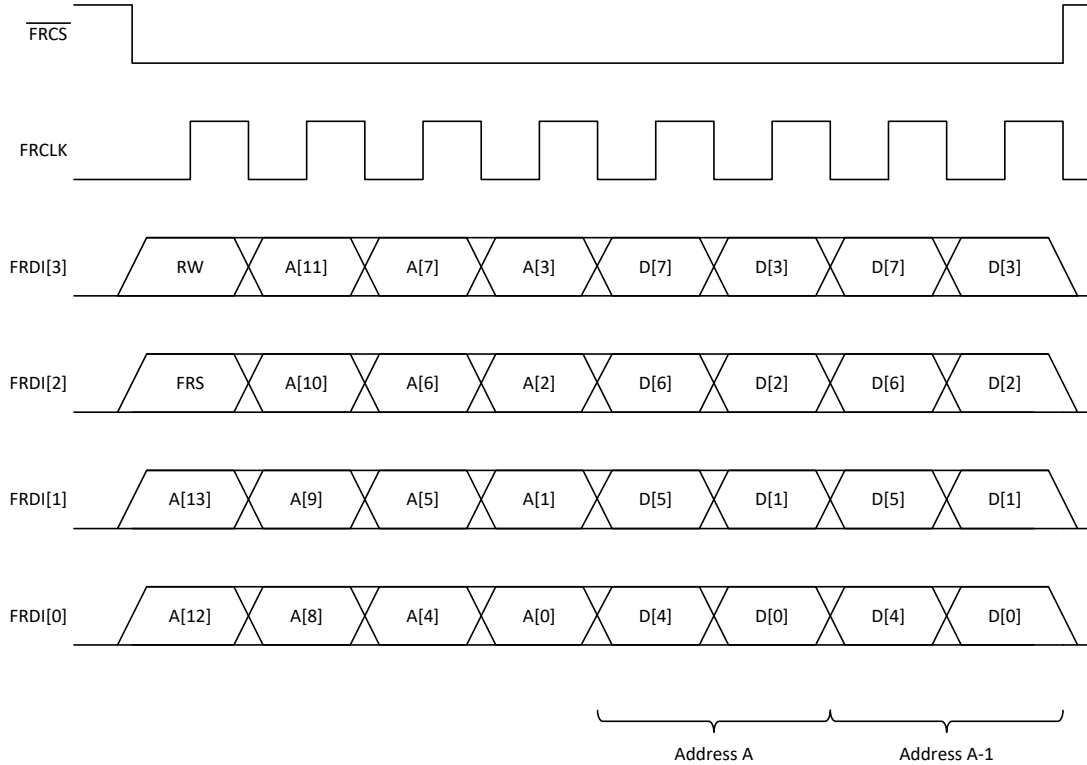 FRCS
FRCLK
FRDI[3] RW A[11] A[7] A[3] D[7] D[3] D[7] D[3]
FRDI[2] FRS A[10] A[6] A[2] D[6] D[2] D[6] D[2]
FRDI[1] A[13] A[9] A[5] A[1] D[5] D[1] D[5] D[1]
FRDI[0] A[12] A[8] A[4] A[0] D[4] D[0] D[4] D[0]
Address A Address A-1